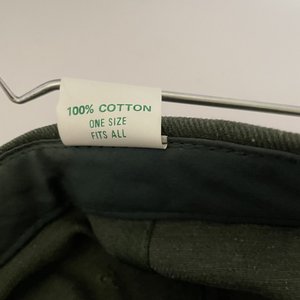 100% COTTON
ONE SIZE
FITS ALL